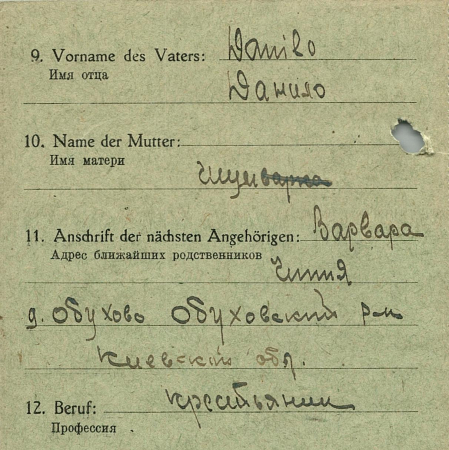 9. Vorname des Vaters: Danilo
Имя отца
Данило
10. Name der Mutter:
Имя матери
11. Anschrift der nächsten Angehörigen: Варвара
Адрес ближайших родственников
д. Обухово Обуховский р-н
Киевская обл.
12. Beruf: крестьянин
Профессия